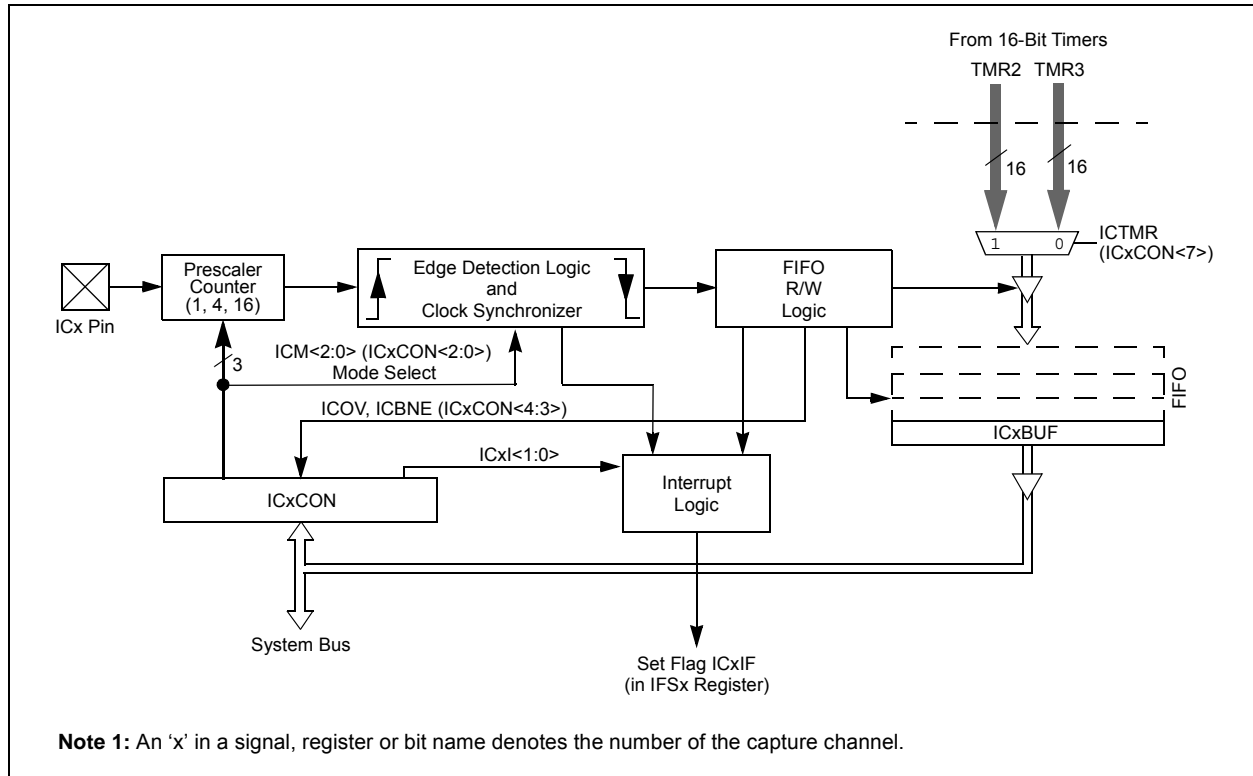 From 16-Bit Timers
TMR2 TMR3
16 16
1 0
ICTMR
(ICxCON<7>)
ICx Pin
Prescaler
Counter
(1, 4, 16)
Edge Detection Logic
and
Clock Synchronizer
FIFO
R/W
Logic
3
ICM<2:0> (ICxCON<2:0>)
Mode Select
FIFO
ICOV, ICBNE (ICxCON<4:3>)
ICxBUF
ICxI<1:0>
ICxCON
Interrupt
Logic
System Bus
Set Flag ICxIF
(in IFSx Register)
Note 1: An ‘x’ in a signal, register or bit name denotes the number of the capture channel.